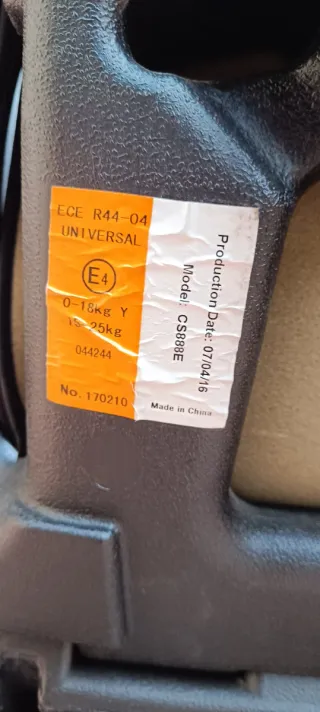 ECE R44-04
UNIVERSAL
E4
0-18kg Y
15-25kg
044244
No. 170210
Production Date: 07/04/16
Model: CS888E
Made in China